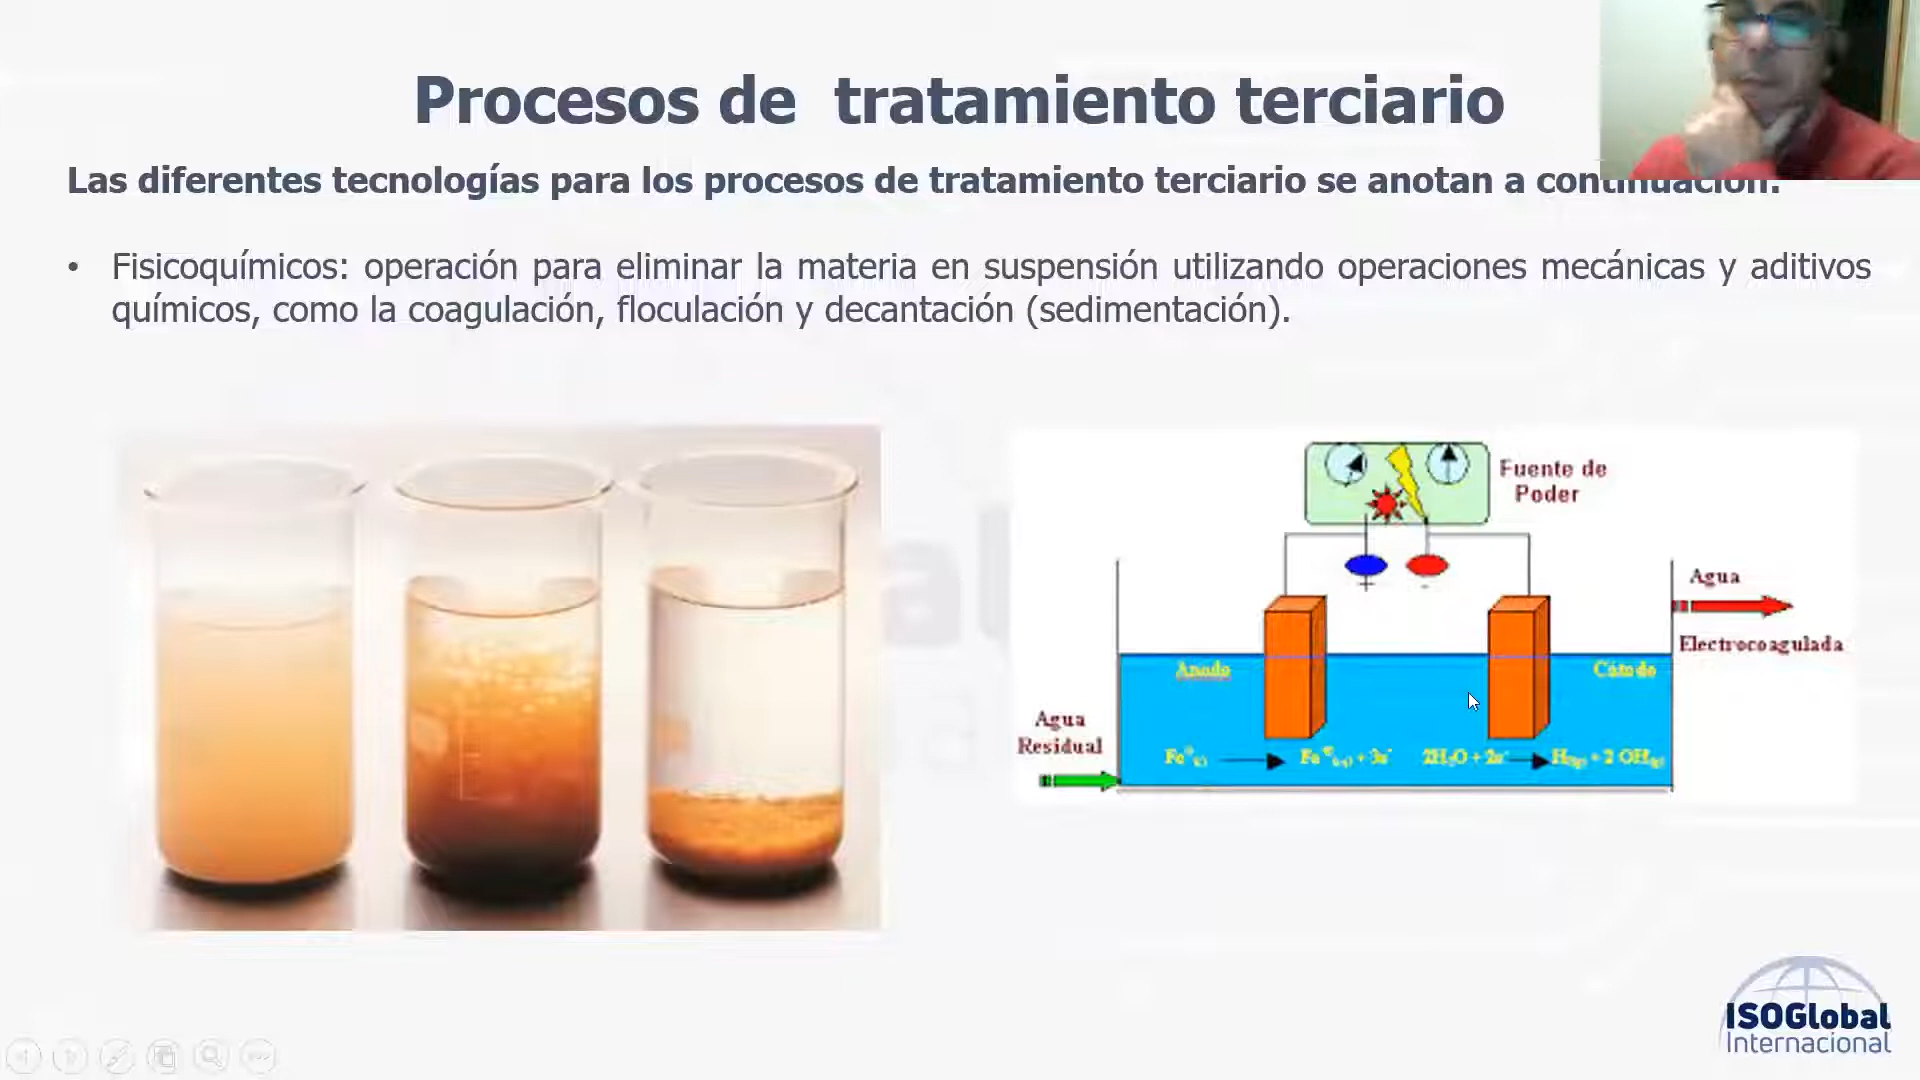 Procesos de tratamiento terciario
Las diferentes tecnologías para los procesos de tratamiento terciario se anotan a continuación:
• Fisicoquímicos: operación para eliminar la materia en suspensión utilizando operaciones mecánicas y aditivos
químicos, como la coagulación, floculación y decantación (sedimentación).
Fuente de
Poder
+ -
Agua
Electrocoagulada
Anodo
Cátodo
Agua
Residual
ISOGlobal
Internacional